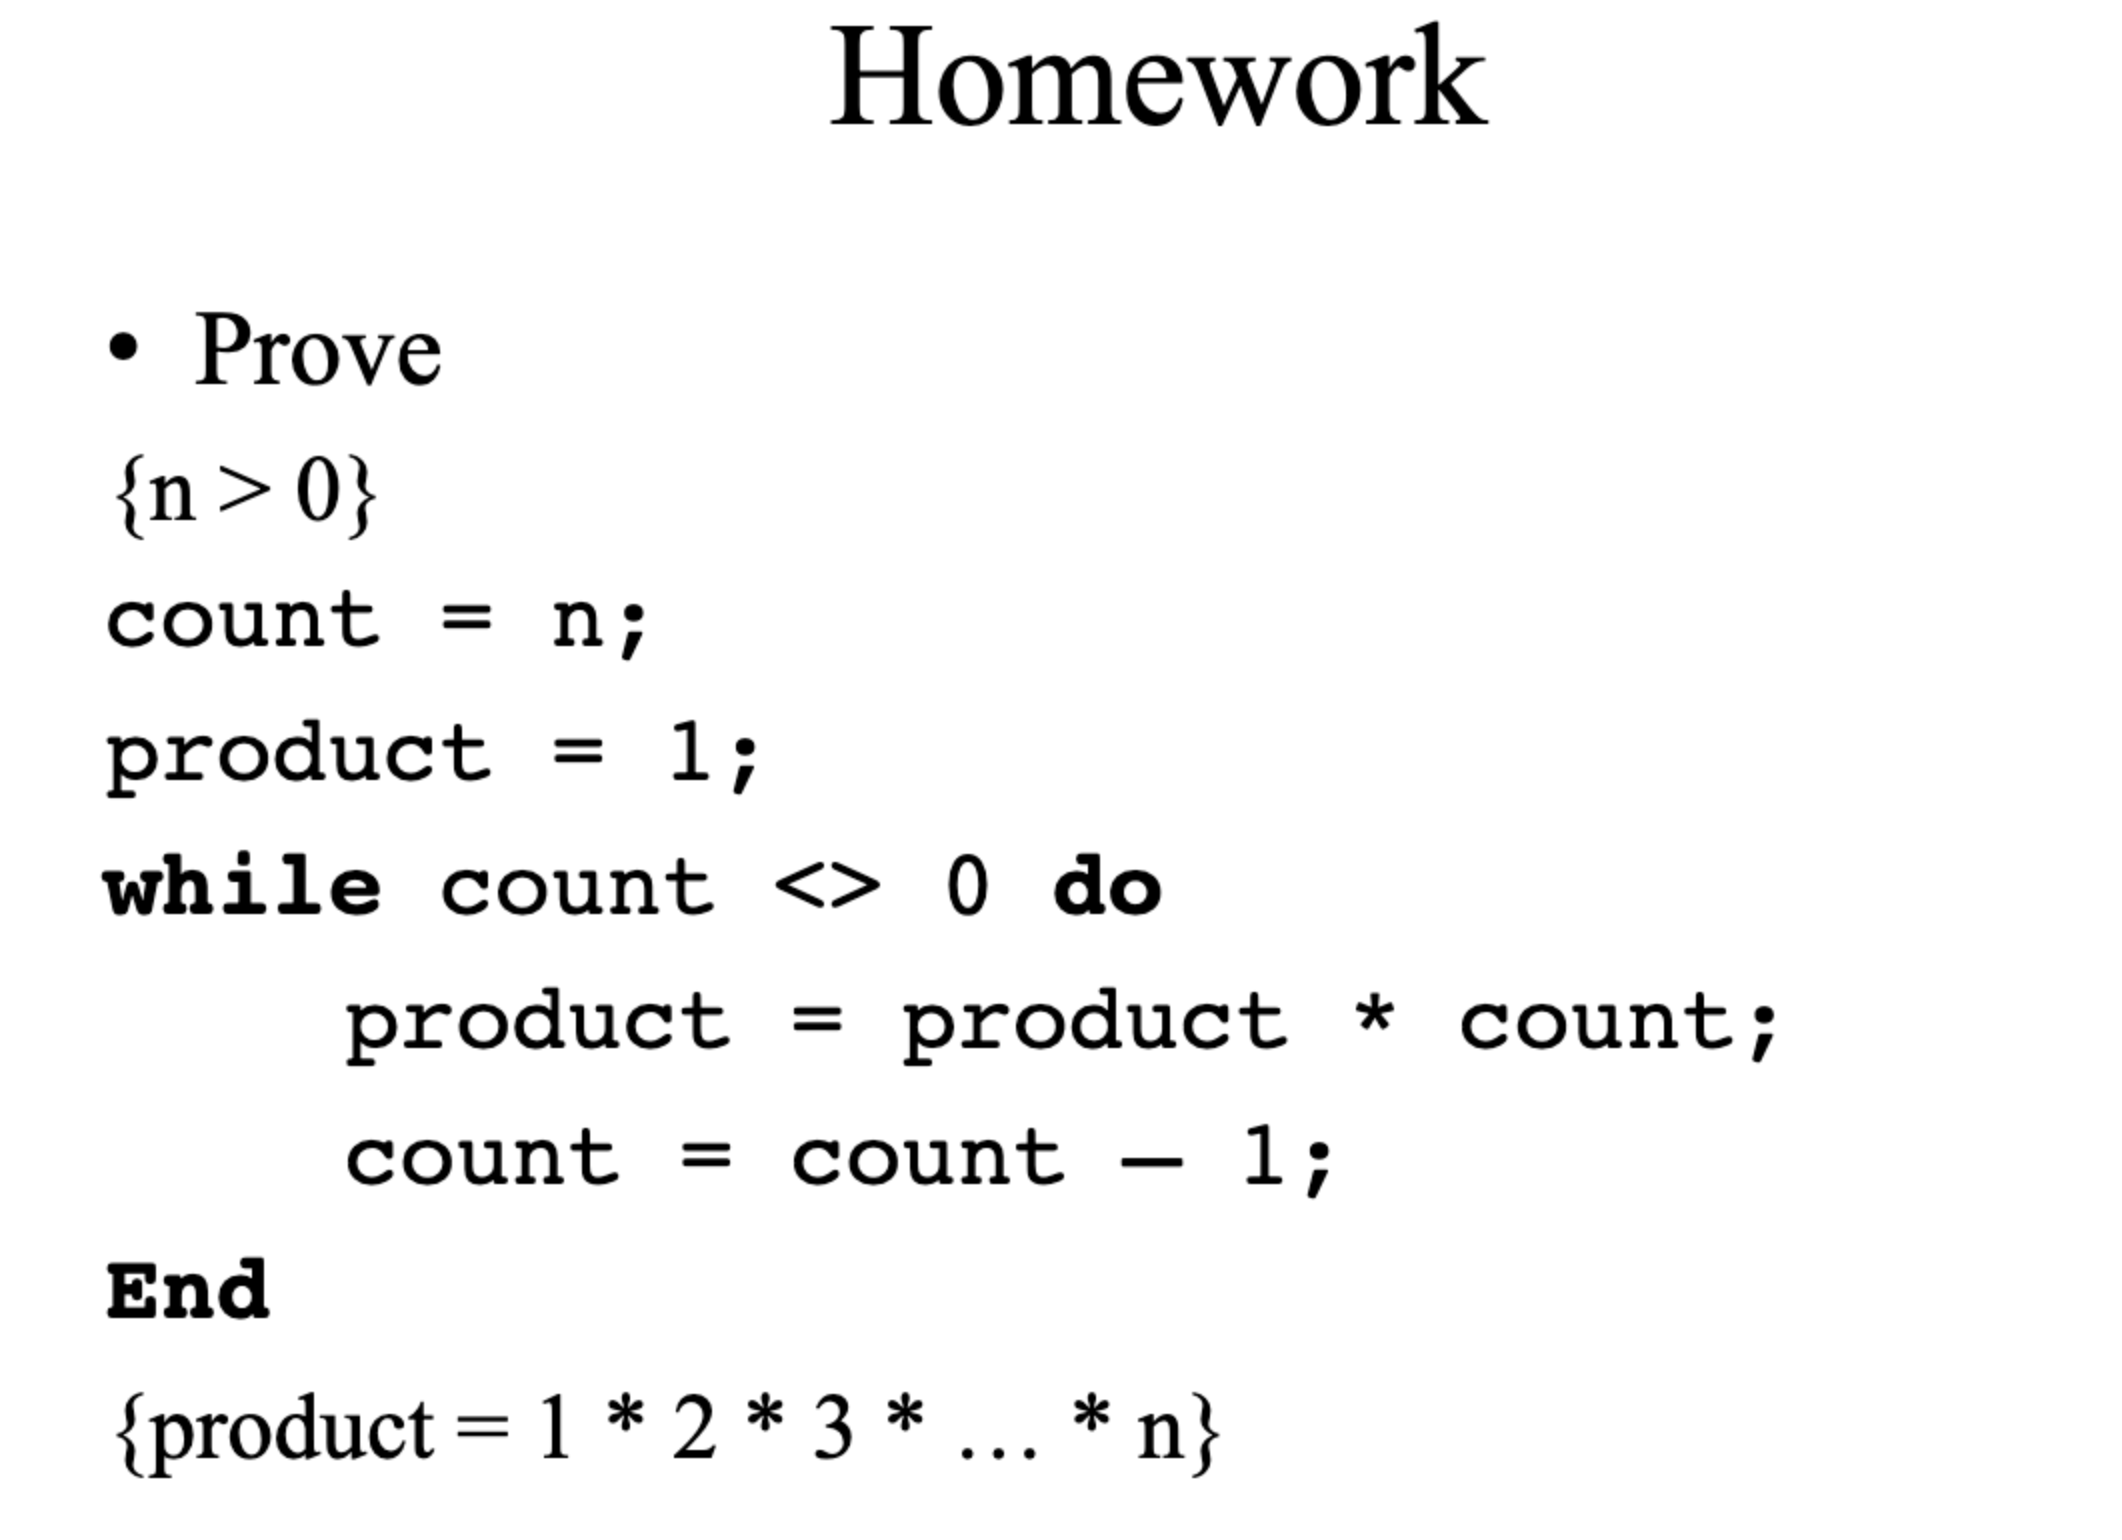 Homework
• Prove
{n > 0}
count = n;
product = 1;
while count <> 0 do
product = product * count;
count = count – 1;
End
{product = 1 * 2 * 3 * … * n}